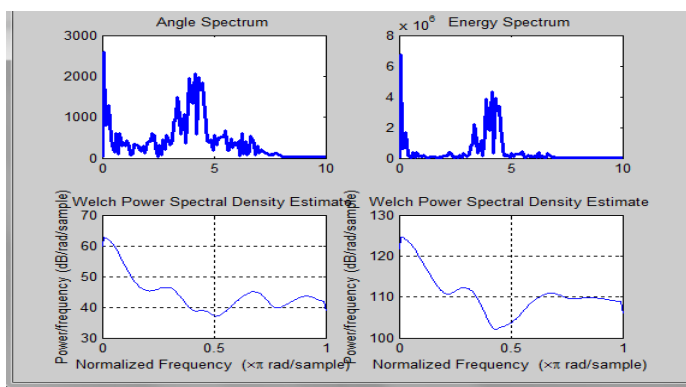 Angle Spectrum
3000
2000
1000
0
0 5 10
× 10⁶ Energy Spectrum
8
6
4
2
0
0 5 10
Welch Power Spectral Density Estimate
Power/frequency (dB/rad/sample)
70
60
50
40
30
0 0.5 1
Normalized Frequency (×π rad/sample)
Welch Power Spectral Density Estimate
Power/frequency (dB/rad/sample)
130
120
110
100
0 0.5 1
Normalized Frequency (×π rad/sample)